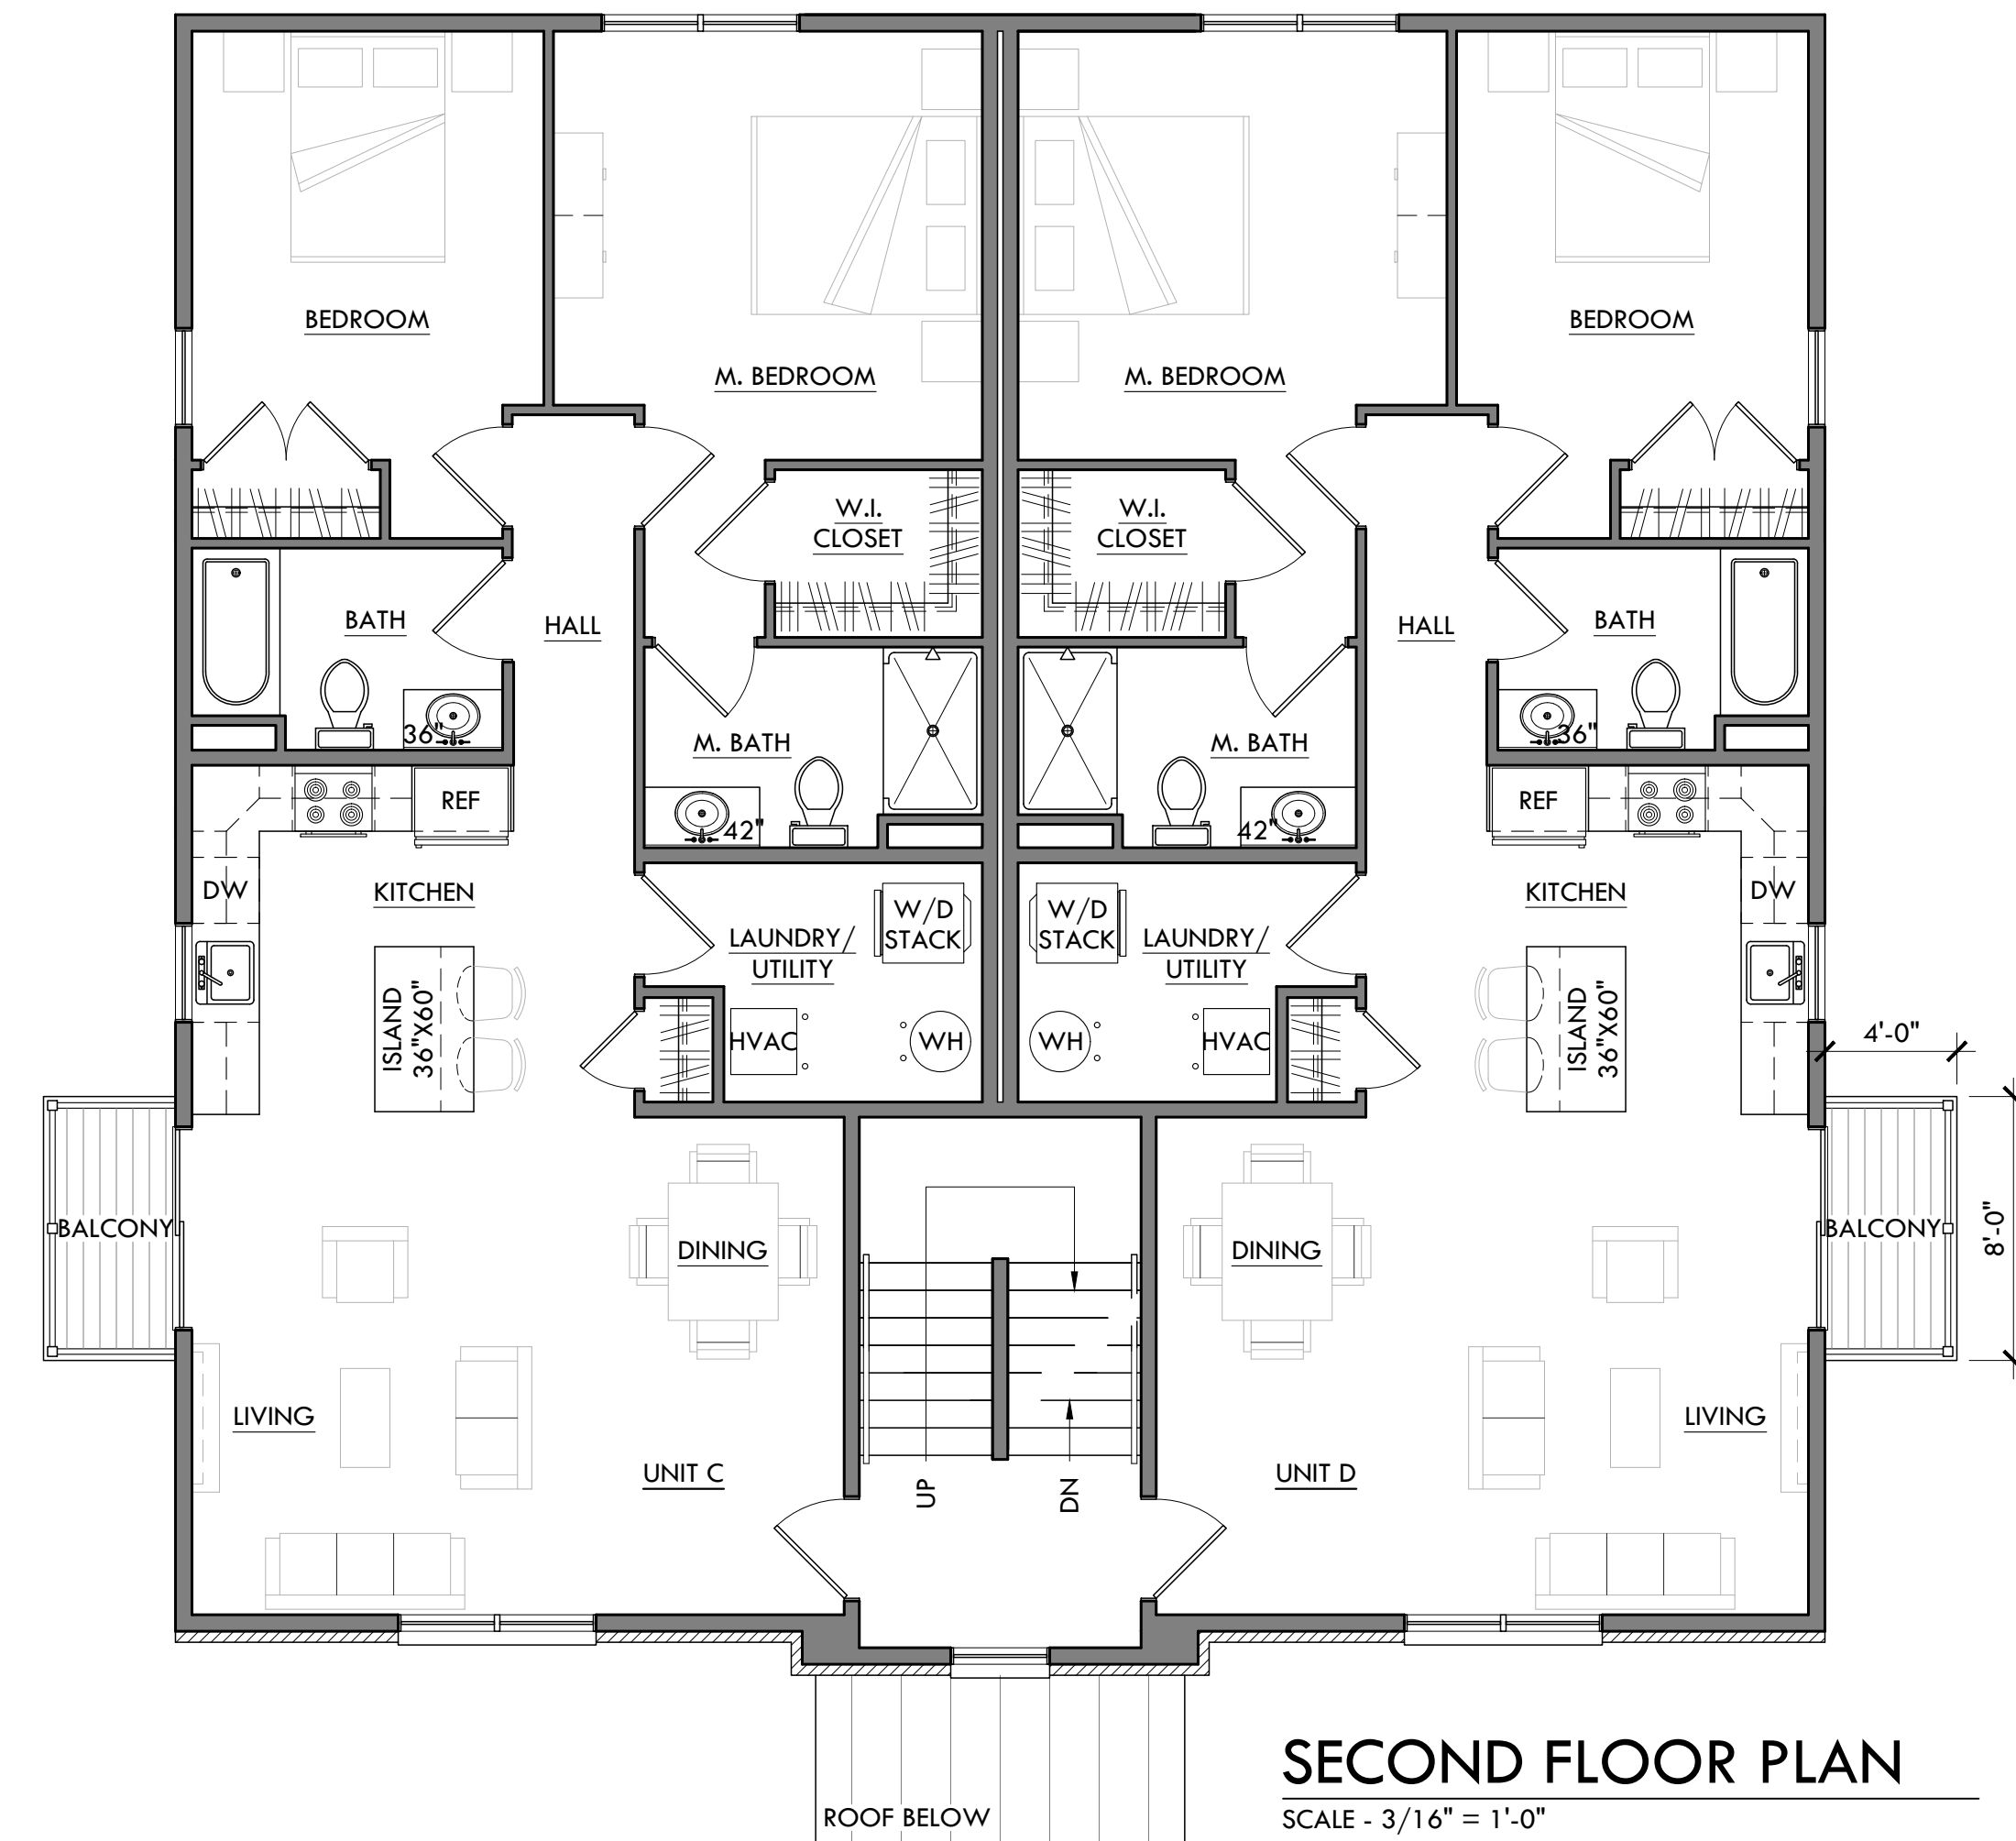 BEDROOM
BEDROOM
M. BEDROOM
M. BEDROOM
W.I.
CLOSET
W.I.
CLOSET
BATH
HALL
HALL
BATH
36"
36"
M. BATH
M. BATH
42"
42"
REF
REF
DW
KITCHEN
KITCHEN
DW
W/D
STACK
W/D
STACK
LAUNDRY/
UTILITY
LAUNDRY/
UTILITY
ISLAND
36"X60"
ISLAND
36"X60"
HVAC
WH
WH
HVAC
4'-0"
8'-0"
BALCONY
DINING
DINING
BALCONY
LIVING
LIVING
UNIT C
UP
DN
UNIT D
SECOND FLOOR PLAN
SCALE - 3/16" = 1'-0"
ROOF BELOW